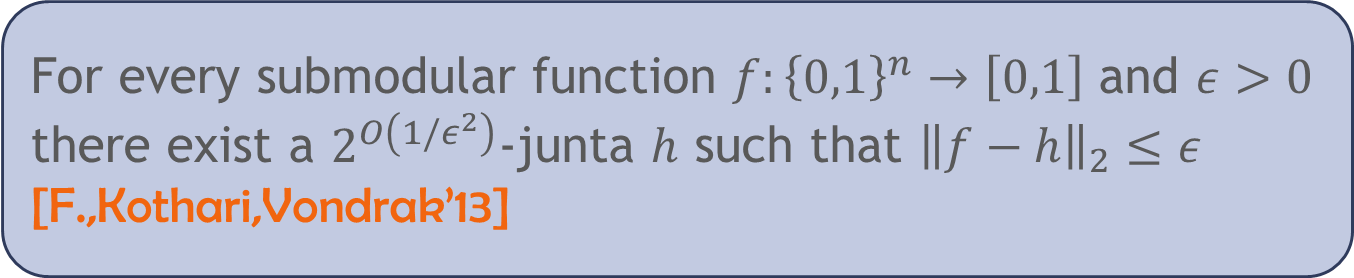 For every submodular function 𝑓: {0,1}ⁿ → [0,1] and 𝜖 > 0
there exist a 2^{𝑂(1/𝜖²)}-junta ℎ such that ‖𝑓 − ℎ‖₂ ≤ 𝜖
[F.,Kothari,Vondrak'13]